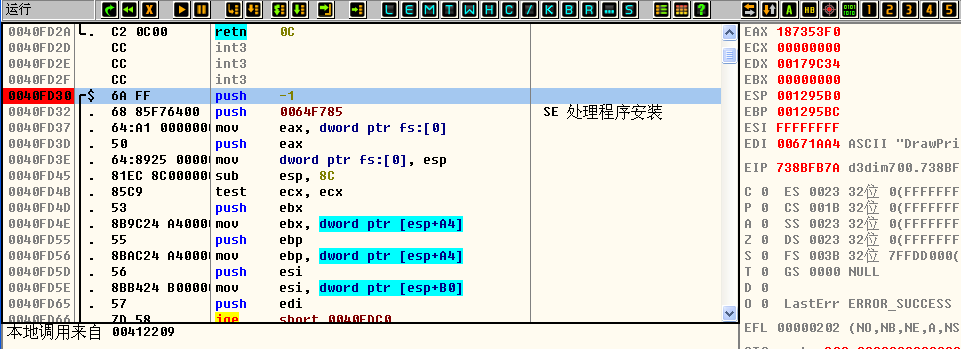 运行
L E M T W H C / K B R ... S
1 2 3 4 5
0040FD2A C2 0C00 retn 0C
0040FD2D CC int3
0040FD2E CC int3
0040FD2F CC int3
0040FD30 $ 6A FF push -1
0040FD32 . 68 85F76400 push 0064F785 SE 处理程序安装
0040FD37 . 64:A1 0000000 mov eax, dword ptr fs:[0]
0040FD3D . 50 push eax
0040FD3E . 64:8925 00000 mov dword ptr fs:[0], esp
0040FD45 . 81EC 8C00000 sub esp, 8C
0040FD4B . 85C9 test ecx, ecx
0040FD4D . 53 push ebx
0040FD4E . 8B9C24 A4000 mov ebx, dword ptr [esp+A4]
0040FD55 . 55 push ebp
0040FD56 . 8BAC24 A4000 mov ebp, dword ptr [esp+A4]
0040FD5D . 56 push esi
0040FD5E . 8BB424 B0000 mov esi, dword ptr [esp+B0]
0040FD65 . 57 push edi
0040FD66 . 7D 58 jge short 0040FDC0
本地调用来自 00412209
EAX 187353F0
ECX 00000000
EDX 00179C34
EBX 00000000
ESP 001295B0
EBP 001295BC
ESI FFFFFFFF
EDI 00671AA4 ASCII "DrawPri
EIP 738BFB7A d3dim700.738BF
C 0 ES 0023 32位 0(FFFFFFF
P 0 CS 001B 32位 0(FFFFFFF
A 0 SS 0023 32位 0(FFFFFFF
Z 0 DS 0023 32位 0(FFFFFFF
S 0 FS 003B 32位 7FFDD000(
T 0 GS 0000 NULL
D 0
O 0 LastErr ERROR_SUCCESS
EFL 00000202 (NO,NB,NE,A,NS